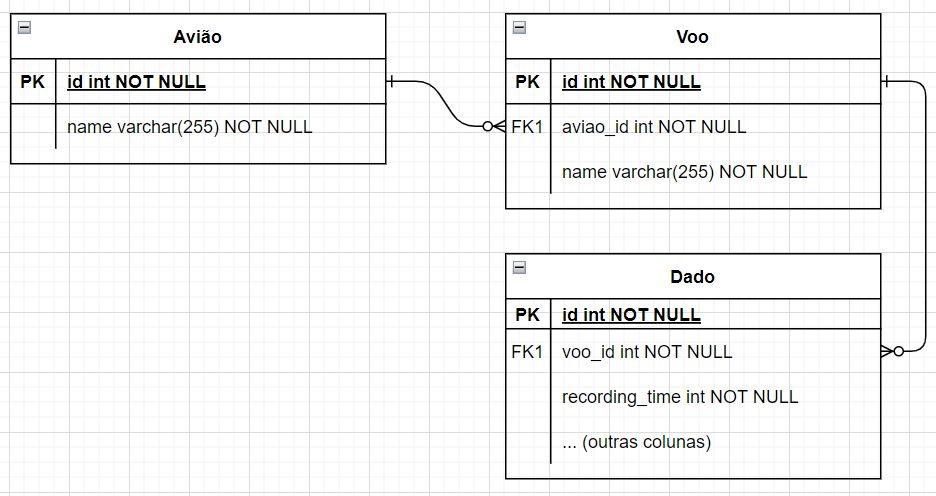 Avião
PK id int NOT NULL
name varchar(255) NOT NULL
Voo
PK id int NOT NULL
FK1 aviao_id int NOT NULL
name varchar(255) NOT NULL
Dado
PK id int NOT NULL
FK1 voo_id int NOT NULL
recording_time int NOT NULL
... (outras colunas)